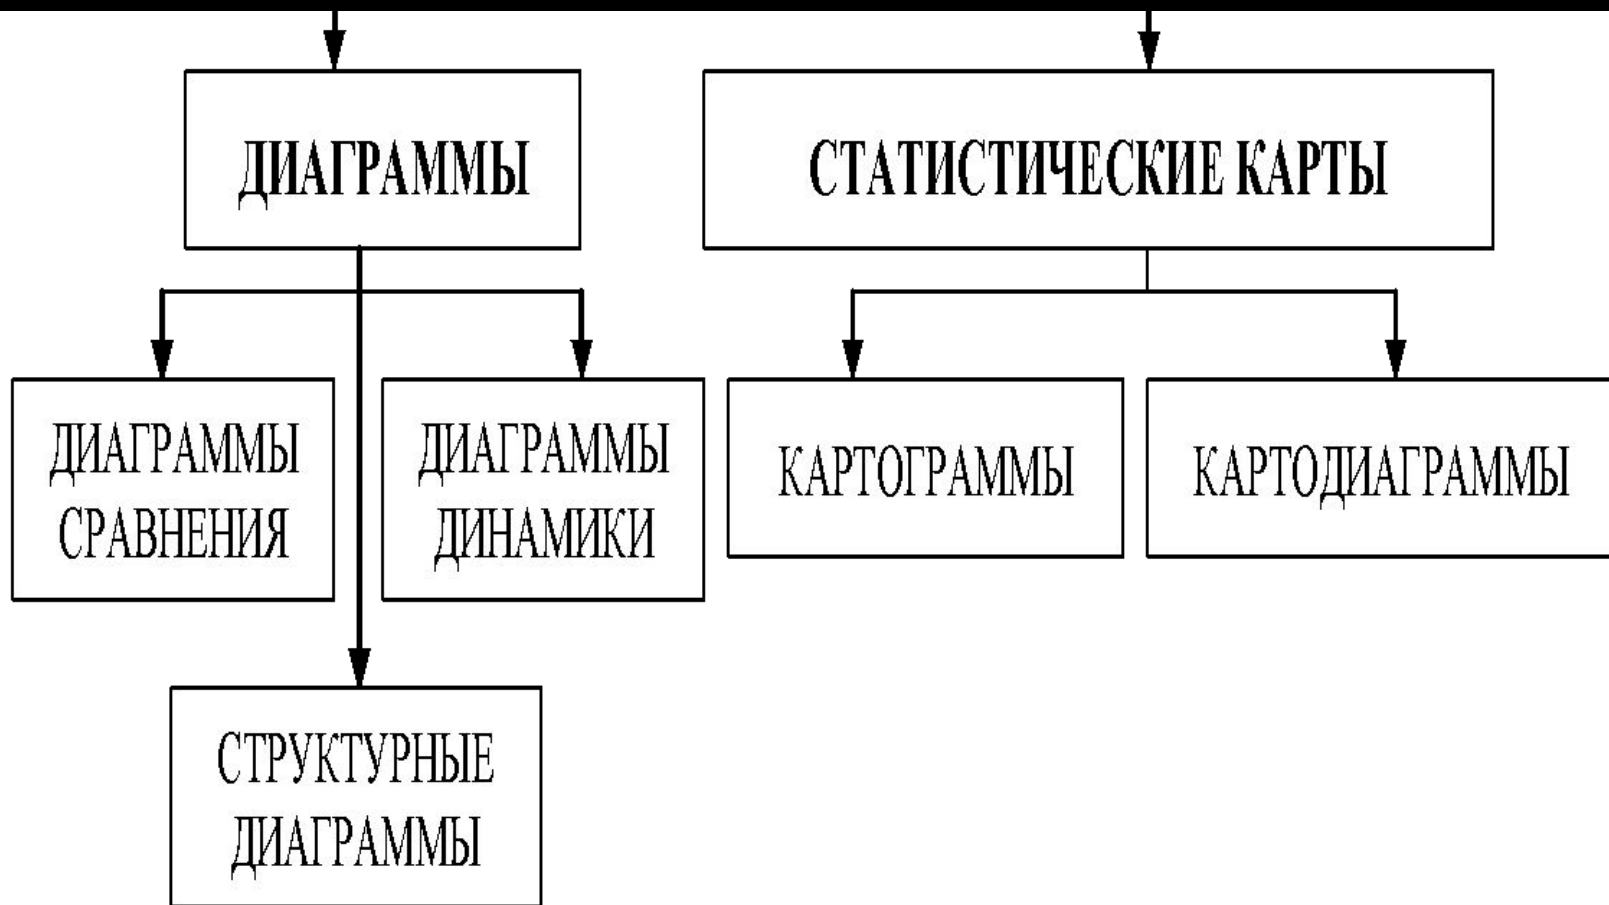 ДИАГРАММЫ
СТАТИСТИЧЕСКИЕ КАРТЫ
ДИАГРАММЫ
СРАВНЕНИЯ
ДИАГРАММЫ
ДИНАМИКИ
КАРТОГРАММЫ
КАРТОДИАГРАММЫ
СТРУКТУРНЫЕ
ДИАГРАММЫ